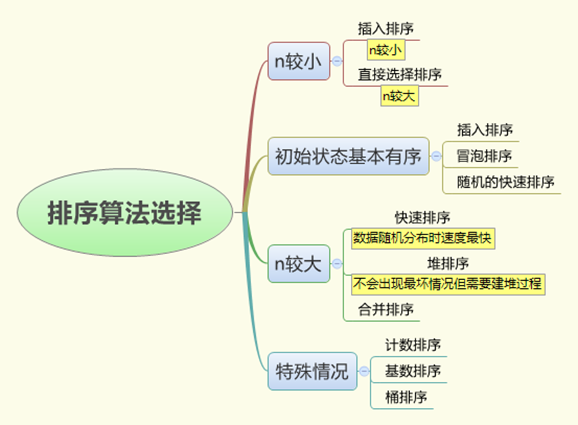 排序算法选择
n较小
插入排序
n较小
直接选择排序
n较大
初始状态基本有序
插入排序
冒泡排序
随机的快速排序
n较大
快速排序
数据随机分布时速度最快
堆排序
不会出现最坏情况但需要建堆过程
合并排序
特殊情况
计数排序
基数排序
桶排序